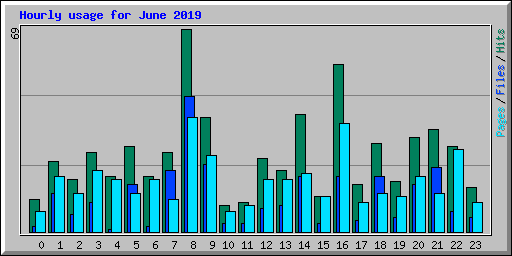 Hourly usage for June 2019
69
Pages / Files / Hits
0 1 2 3 4 5 6 7 8 9 10 11 12 13 14 15 16 17 18 19 20 21 22 23